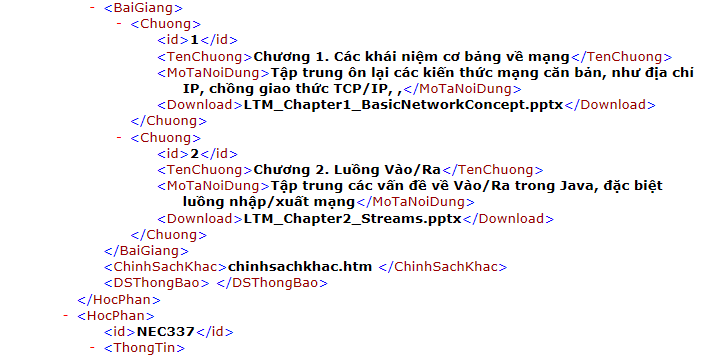 - <BaiGiang>
- <Chuong>
<id>1</id>
<TenChuong>Chương 1. Các khái niệm cơ bảng về mạng</TenChuong>
<MoTaNoiDung>Tập trung ôn lại các kiến thức mạng căn bản, như địa chỉ
IP, chồng giao thức TCP/IP, ,</MoTaNoiDung>
<Download>LTM_Chapter1_BasicNetworkConcept.pptx</Download>
</Chuong>
- <Chuong>
<id>2</id>
<TenChuong>Chương 2. Luồng Vào/Ra</TenChuong>
<MoTaNoiDung>Tập trung các vấn đề về Vào/Ra trong Java, đặc biệt
luồng nhập/xuất mạng</MoTaNoiDung>
<Download>LTM_Chapter2_Streams.pptx</Download>
</Chuong>
</BaiGiang>
<ChinhSachKhac>chinhsachkhac.htm </ChinhSachKhac>
<DSThongBao> </DSThongBao>
</HocPhan>
- <HocPhan>
<id>NEC337</id>
- <ThongTin>